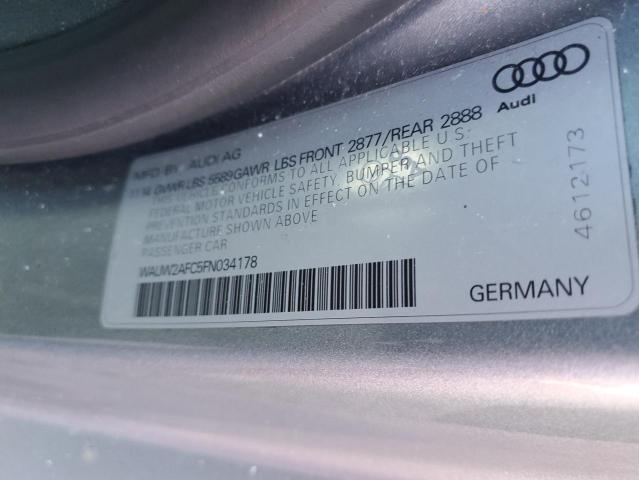 Audi
MFD BY AUDI AG
11 14 GVWR LBS 5589 GAWR LBS FRONT 2877/REAR 2888
THIS VEHICLE CONFORMS TO ALL APPLICABLE U.S.
FEDERAL MOTOR VEHICLE SAFETY, BUMPER AND THEFT
PREVENTION STANDARDS IN EFFECT ON THE DATE OF
MANUFACTURE SHOWN ABOVE
PASSENGER CAR
WAUW2AFC5FN034178
GERMANY
4612173